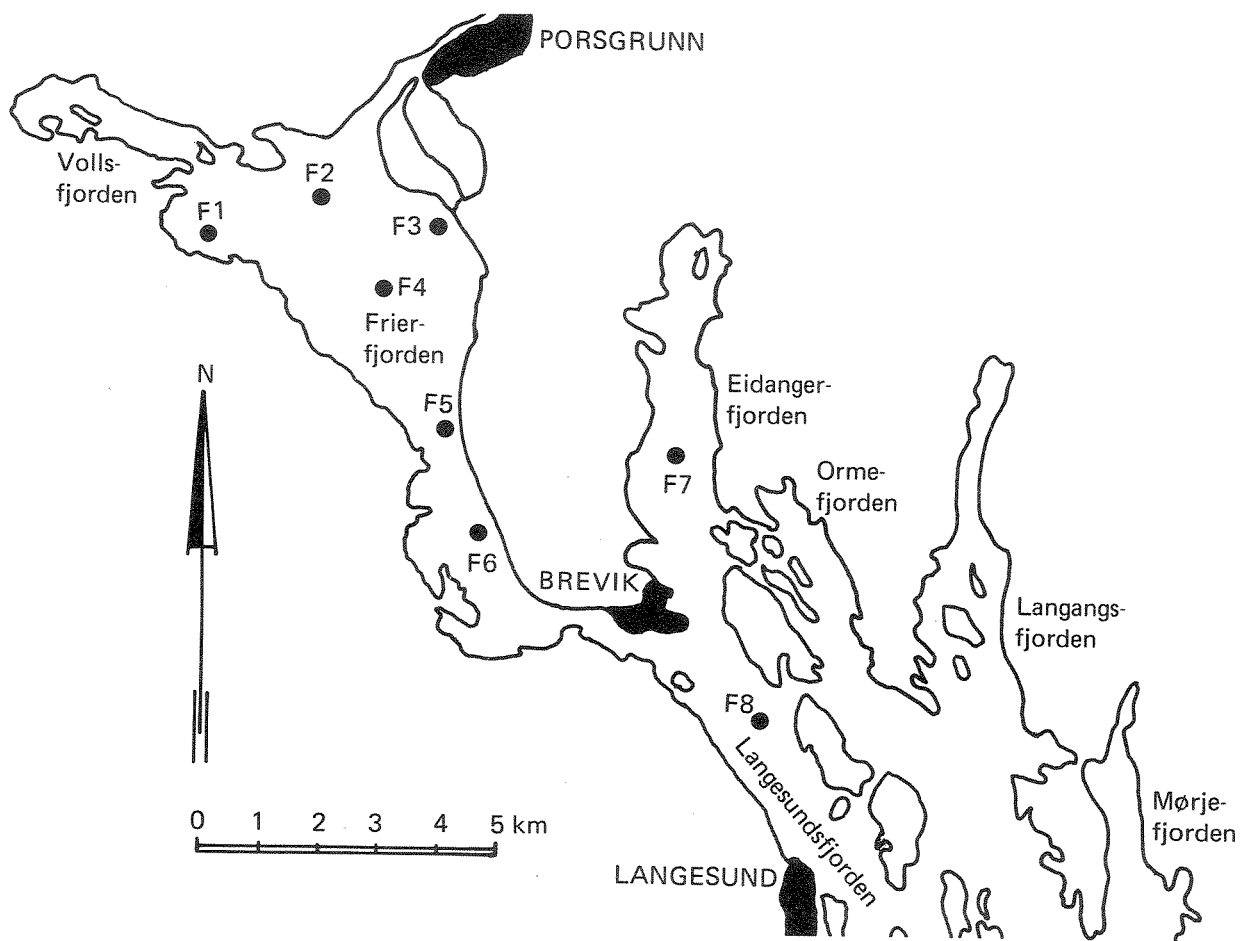 PORSGRUNN
Volls-
fjorden
F2
F1
F3
F4
Frier-
fjorden
N
F5
Eidanger-
fjorden
F7
Orme-
fjorden
F6
BREVIK
Langangs-
fjorden
F8
Langesundsfjorden
Mørje-
fjorden
0 1 2 3 4 5 km
LANGESUND